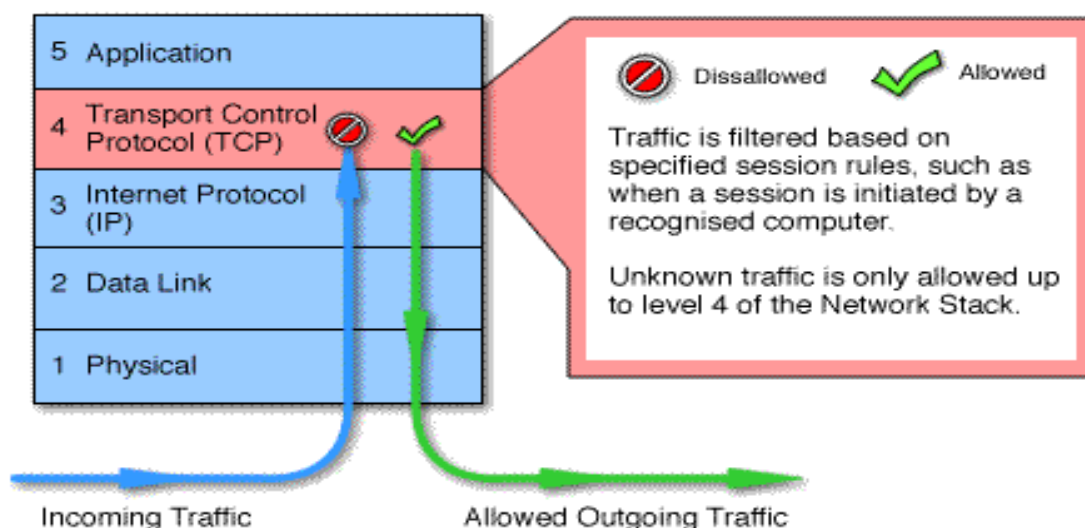 5 Application
4 Transport Control
Protocol (TCP)
3 Internet Protocol
(IP)
2 Data Link
1 Physical
Incoming Traffic
Allowed Outgoing Traffic
Dissallowed
Allowed
Traffic is filtered based on
specified session rules, such as
when a session is initiated by a
recognised computer.
Unknown traffic is only allowed up
to level 4 of the Network Stack.